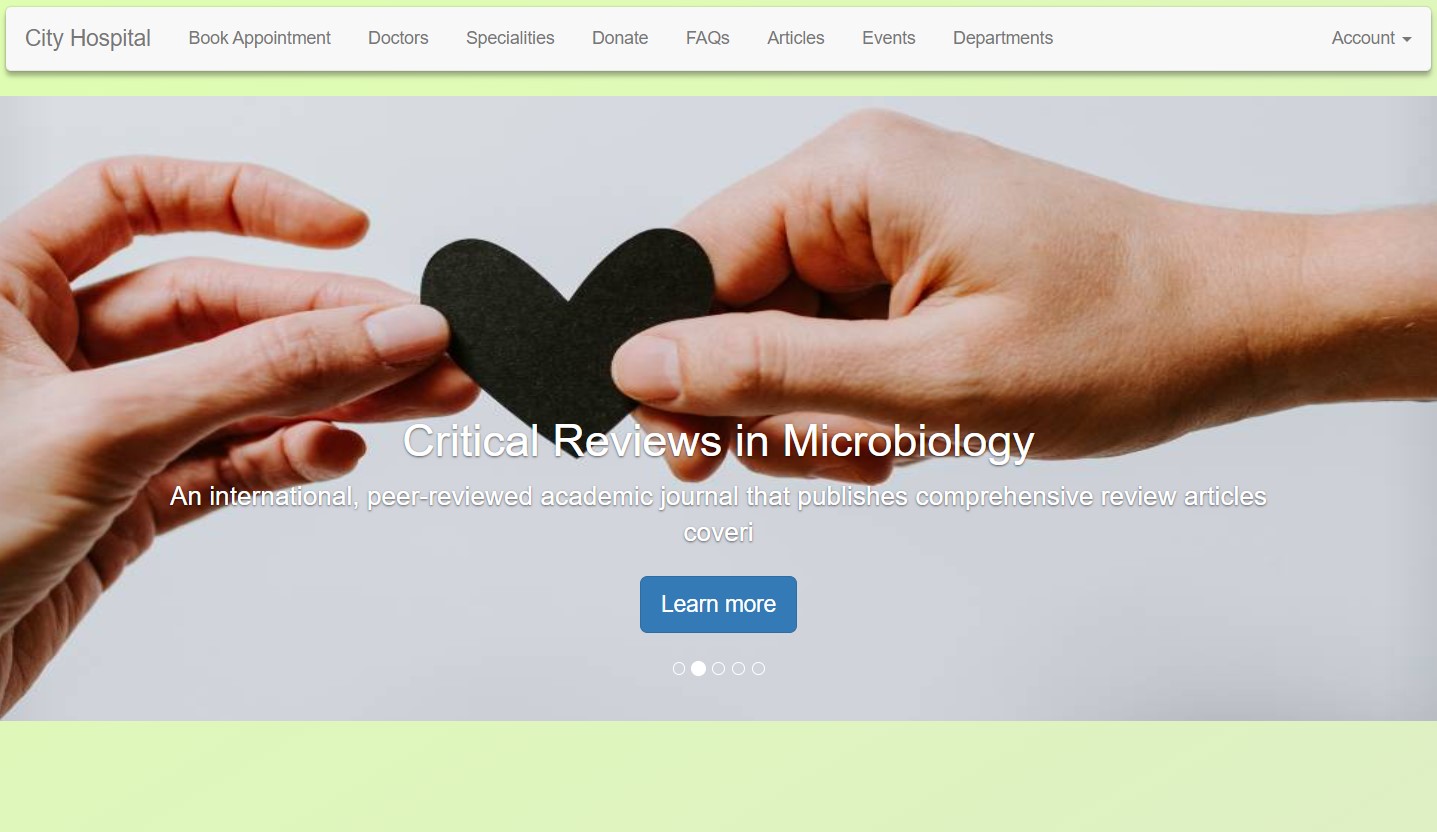 City Hospital Book Appointment Doctors Specialities Donate FAQs Articles Events Departments Account
Critical Reviews in Microbiology
An international, peer-reviewed academic journal that publishes comprehensive review articles
coveri
Learn more